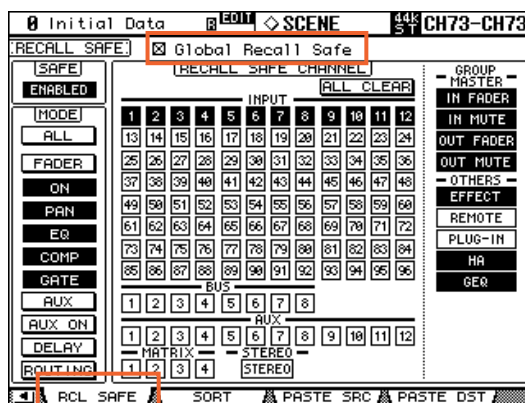 0 Initial Data EDIT SCENE 44k ST CH73-CH73
RECALL SAFE
Global Recall Safe
SAFE
ENABLED
MODE
ALL
FADER
ON
PAN
EQ
COMP
GATE
AUX
AUX ON
DELAY
ROUTING
RECALL SAFE CHANNEL
ALL CLEAR
INPUT
1 2 3 4 5 6 7 8 9 10 11 12
13 14 15 16 17 18 19 20 21 22 23 24
25 26 27 28 29 30 31 32 33 34 35 36
37 38 39 40 41 42 43 44 45 46 47 48
49 50 51 52 53 54 55 56 57 58 59 60
61 62 63 64 65 66 67 68 69 70 71 72
73 74 75 76 77 78 79 80 81 82 83 84
85 86 87 88 89 90 91 92 93 94 95 96
BUS
1 2 3 4 5 6 7 8
AUX
1 2 3 4 5 6 7 8 9 10 11 12
MATRIX STEREO
1 2 3 4 STEREO
GROUP MASTER
IN FADER
IN MUTE
OUT FADER
OUT MUTE
OTHERS
EFFECT
REMOTE
PLUG-IN
HA
GEQ
RCL SAFE SORT PASTE SRC PASTE DST